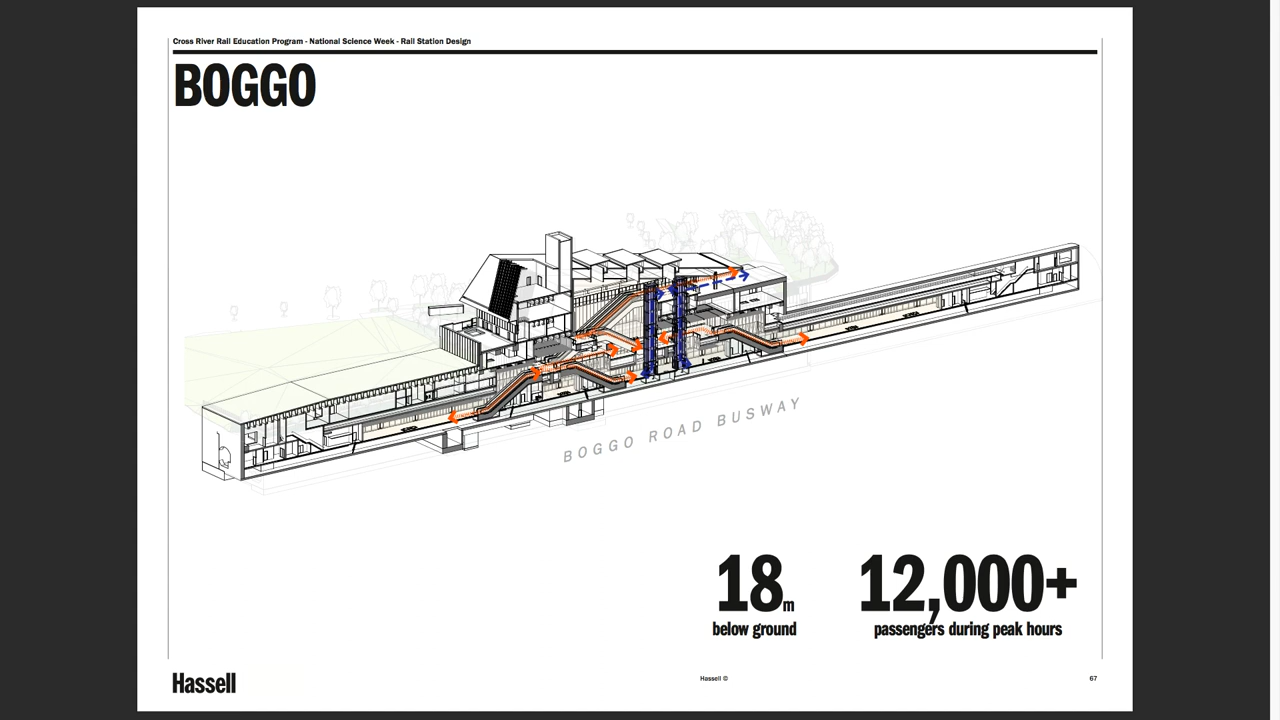 Cross River Rail Education Program - National Science Week - Rail Station Design
BOGGO
BOGGO ROAD BUSWAY
18m
below ground
12,000+
passengers during peak hours
Hassell
Hassell ©
67